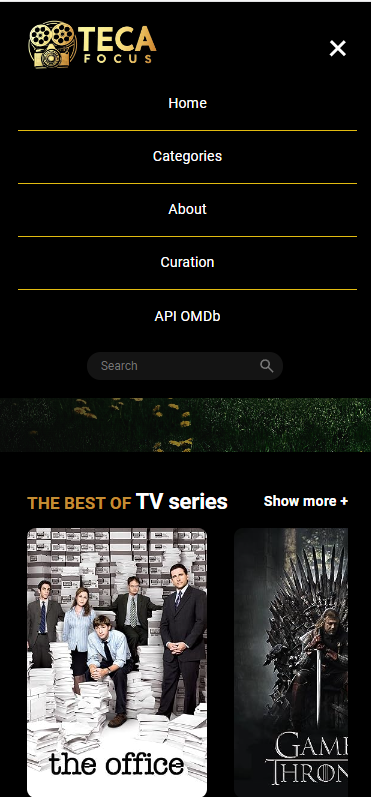 TECA
FOCUS
Home
Categories
About
Curation
API OMDb
Search
THE BEST OF TV series
Show more +
the office
GAME
THRON